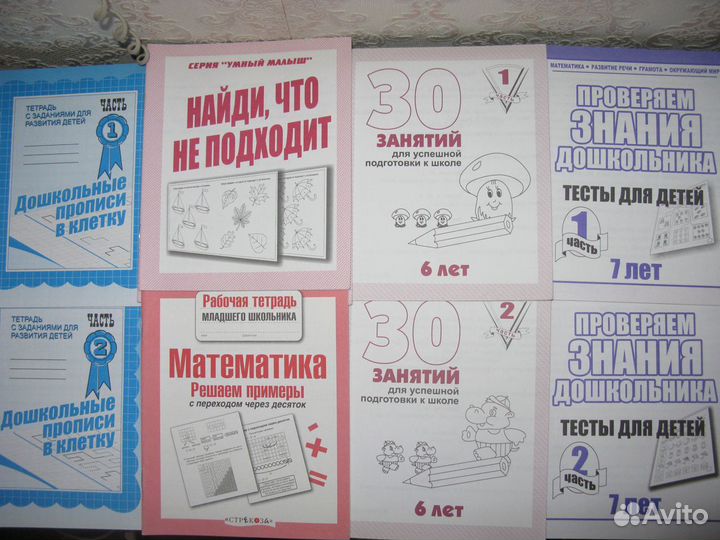 ТЕТРАДЬ
С ЗАДАНИЯМИ ДЛЯ
РАЗВИТИЯ ДЕТЕЙ
ЧАСТЬ
1
Дошкольные
прописи
в клетку
СЕРИЯ "УМНЫЙ МАЛЫШ"
НАЙДИ, ЧТО
НЕ ПОДХОДИТ
30
1
ЗАНЯТИЙ
для успешной
подготовки к школе
6 лет
МАТЕМАТИКА • РАЗВИТИЕ РЕЧИ • ГРАМОТА • ОКРУЖАЮЩИЙ МИР
ПРОВЕРЯЕМ
ЗНАНИЯ
ДОШКОЛЬНИКА
ТЕСТЫ ДЛЯ ДЕТЕЙ
1
часть
7 лет
ТЕТРАДЬ
С ЗАДАНИЯМИ ДЛЯ
РАЗВИТИЯ ДЕТЕЙ
ЧАСТЬ
2
Дошкольные
прописи
в клетку
Рабочая тетрадь
МЛАДШЕГО ШКОЛЬНИКА
Математика
Решаем примеры
с переходом через десяток
«СТРЕКОЗА»
30
2
ЗАНЯТИЙ
для успешной
подготовки к школе
6 лет
ПРОВЕРЯЕМ
ЗНАНИЯ
ДОШКОЛЬНИКА
ТЕСТЫ ДЛЯ ДЕТЕЙ
2
часть
7 лет
Avito